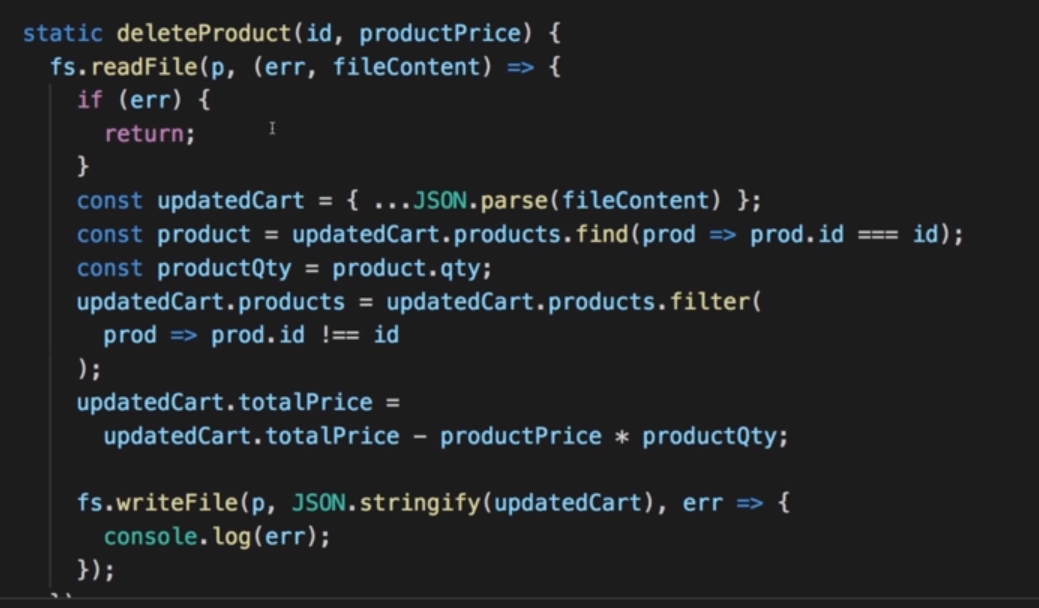 static deleteProduct(id, productPrice) {
fs.readFile(p, (err, fileContent) => {
if (err) {
return;
}
const updatedCart = { ...JSON.parse(fileContent) };
const product = updatedCart.products.find(prod => prod.id === id);
const productQty = product.qty;
updatedCart.products = updatedCart.products.filter(
prod => prod.id !== id
);
updatedCart.totalPrice =
updatedCart.totalPrice - productPrice * productQty;
fs.writeFile(p, JSON.stringify(updatedCart), err => {
console.log(err);
});